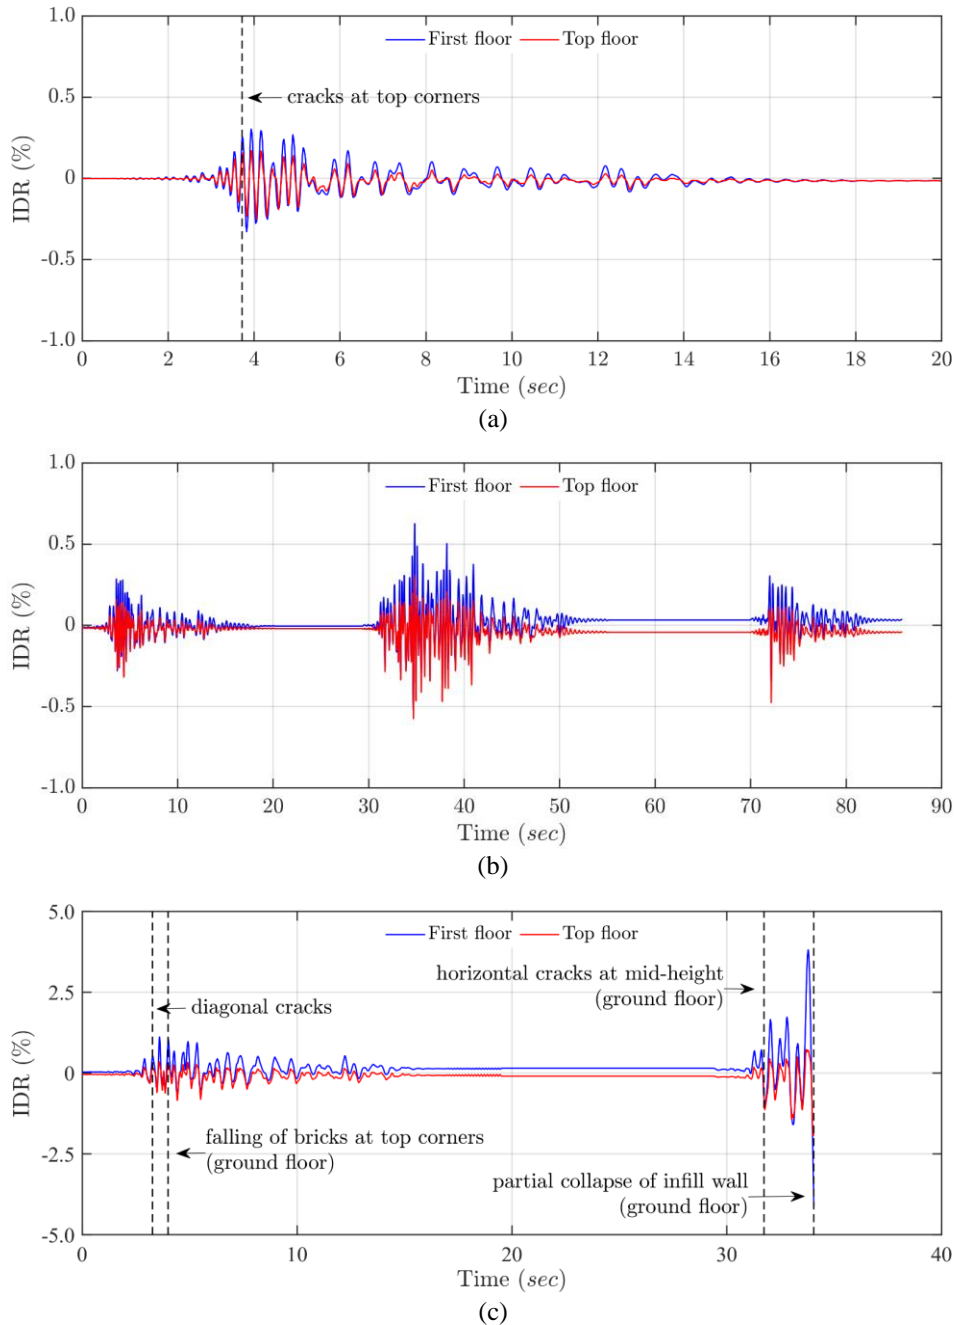 1.0
First floor
Top floor
0.5
cracks at top corners
IDR (%)
0
-0.5
-1.0
0 2 4 6 8 10 12 14 16 18 20
Time (sec)
(a)
1.0
First floor
Top floor
0.5
IDR (%)
0
-0.5
-1.0
0 10 20 30 40 50 60 70 80 90
Time (sec)
(b)
5.0
First floor
Top floor
horizontal cracks at mid-height
(ground floor)
2.5
diagonal cracks
IDR (%)
0
falling of bricks at top corners
(ground floor)
-2.5
partial collapse of infill wall
(ground floor)
-5.0
0 10 20 30 40
Time (sec)
(c)